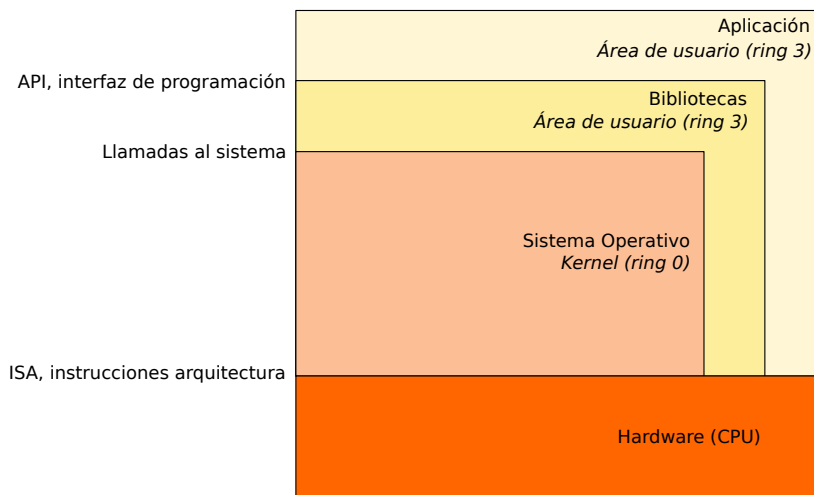 Aplicación
Área de usuario (ring 3)
API, interfaz de programación
Bibliotecas
Área de usuario (ring 3)
Llamadas al sistema
Sistema Operativo
Kernel (ring 0)
ISA, instrucciones arquitectura
Hardware (CPU)